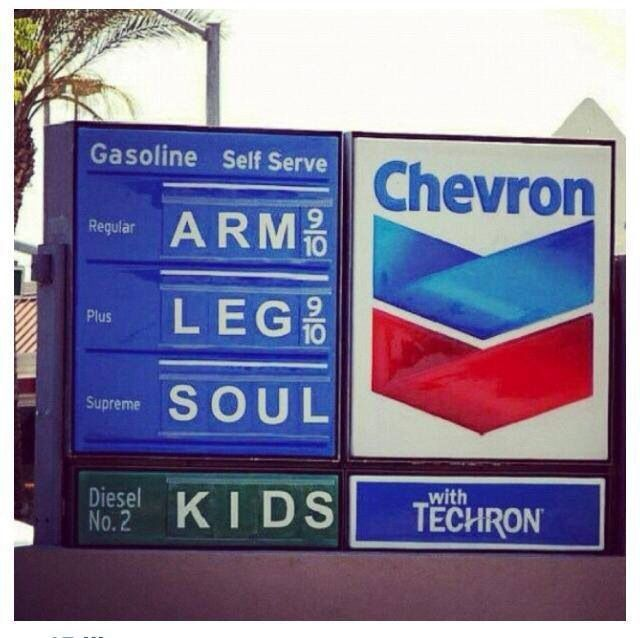 Gasoline Self Serve
Regular ARM 9/10
Plus LEG 9/10
Supreme SOUL
Diesel No. 2 KIDS
Chevron
with
TECHRON